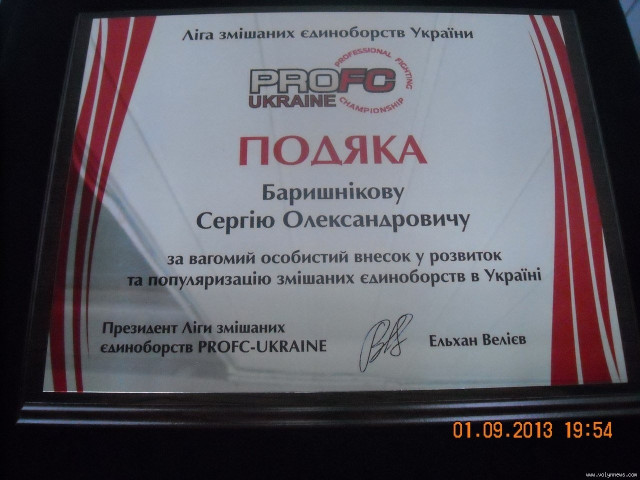 Ліга змішаних єдиноборств України
PROFC
UKRAINE
PROFESSIONAL FIGHTING
CHAMPIONSHIP
ПОДЯКА
Баришнікову
Сергію Олександровичу
за вагомий особистий внесок у розвиток
та популяризацію змішаних єдиноборств в Україні
Президент Ліги змішаних
єдиноборств PROFC-UKRAINE
Ельхан Велієв
01.09.2013 19:54
www.volynnews.com